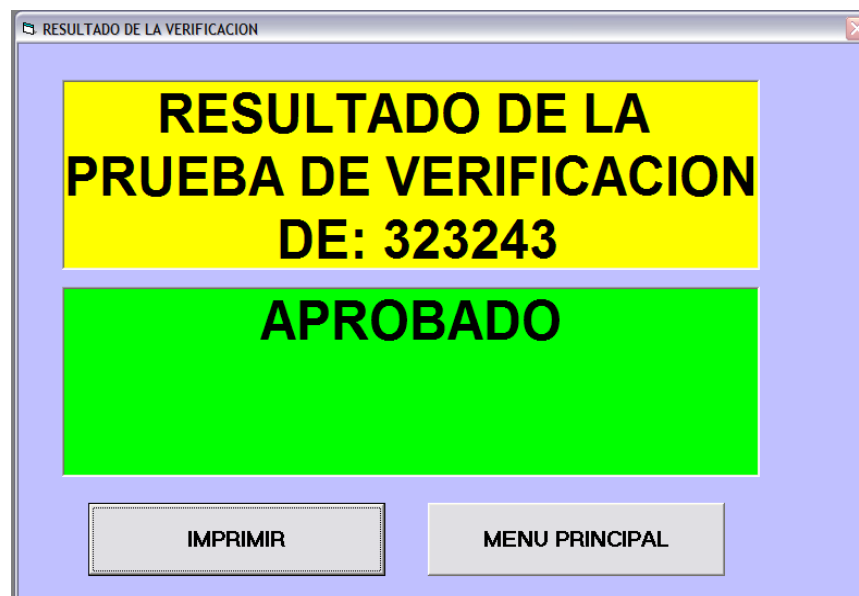 RESULTADO DE LA VERIFICACION
RESULTADO DE LA
PRUEBA DE VERIFICACION
DE: 323243
APROBADO
IMPRIMIR
MENU PRINCIPAL